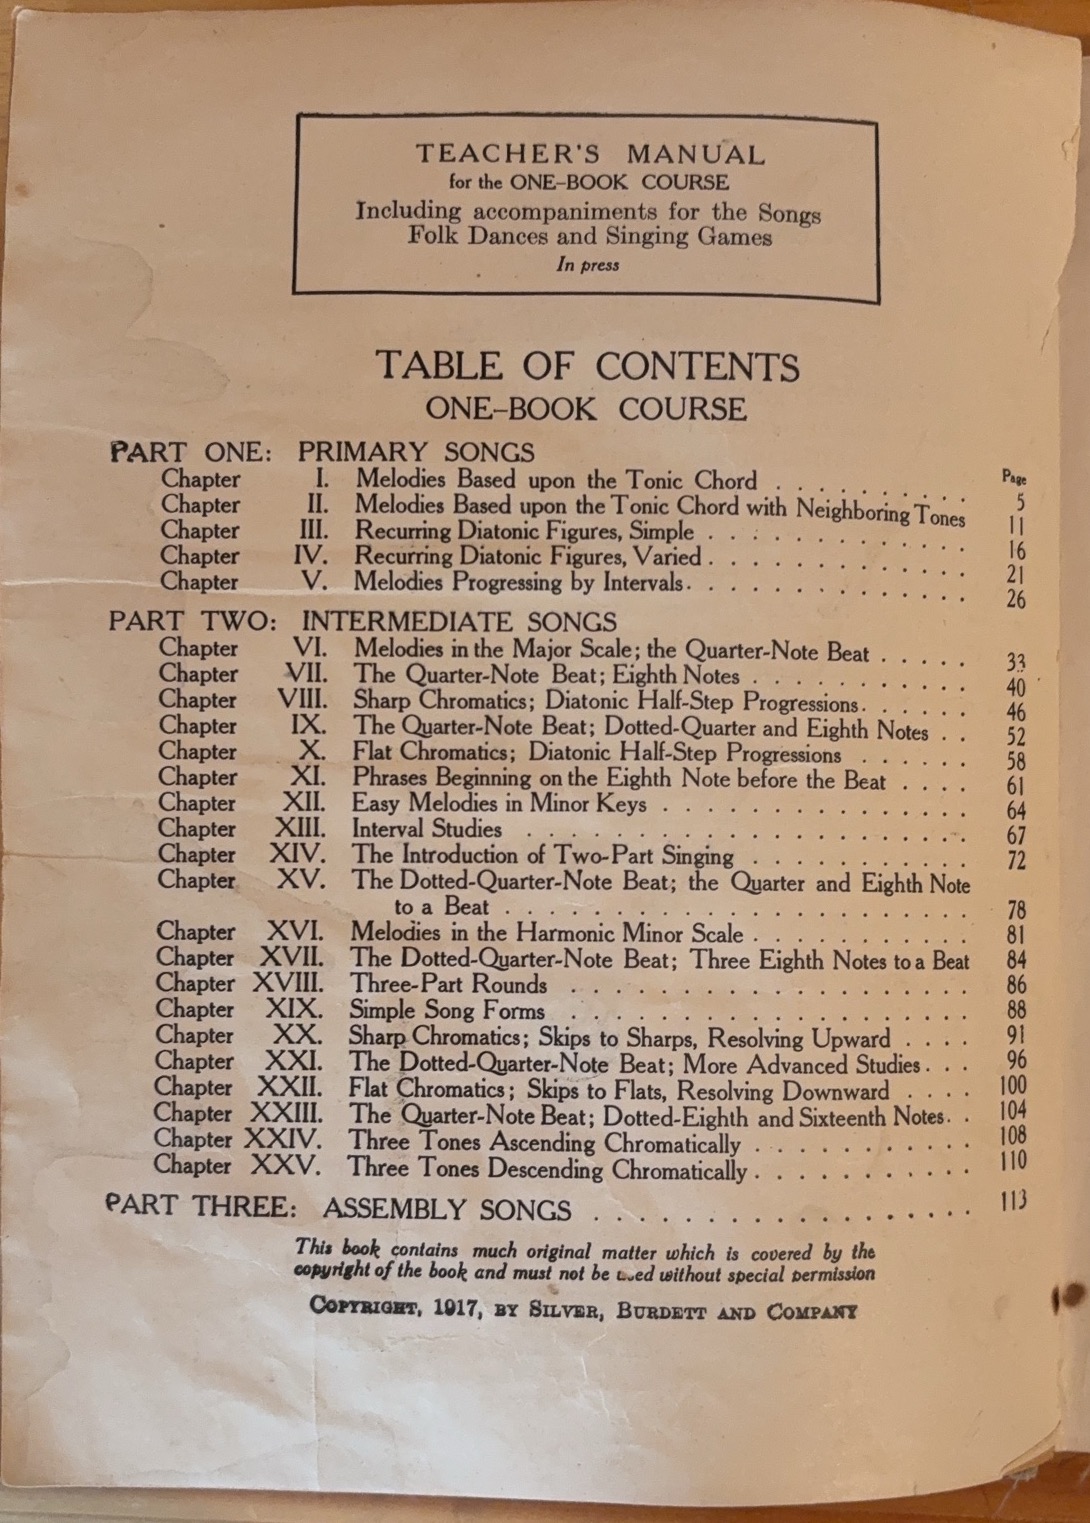 TEACHER'S MANUAL
for the ONE-BOOK COURSE
Including accompaniments for the Songs
Folk Dances and Singing Games
In press
TABLE OF CONTENTS
ONE-BOOK COURSE
PART ONE: PRIMARY SONGS
Page
Chapter I. Melodies Based upon the Tonic Chord . . . . . . . . . . 5
Chapter II. Melodies Based upon the Tonic Chord with Neighboring Tones 11
Chapter III. Recurring Diatonic Figures, Simple . . . . . . . . . . . . 16
Chapter IV. Recurring Diatonic Figures, Varied . . . . . . . . . . . . 21
Chapter V. Melodies Progressing by Intervals . . . . . . . . . . . . . 26
PART TWO: INTERMEDIATE SONGS
Chapter VI. Melodies in the Major Scale; the Quarter-Note Beat . . . . . 33
Chapter VII. The Quarter-Note Beat; Eighth Notes . . . . . . . . . . . 40
Chapter VIII. Sharp Chromatics; Diatonic Half-Step Progressions . . . . . . 46
Chapter IX. The Quarter-Note Beat; Dotted-Quarter and Eighth Notes . . 52
Chapter X. Flat Chromatics; Diatonic Half-Step Progressions . . . . . . 58
Chapter XI. Phrases Beginning on the Eighth Note before the Beat . . . . 61
Chapter XII. Easy Melodies in Minor Keys . . . . . . . . . . . . . . . 64
Chapter XIII. Interval Studies . . . . . . . . . . . . . . . . . . . . . 67
Chapter XIV. The Introduction of Two-Part Singing . . . . . . . . . . . 72
Chapter XV. The Dotted-Quarter-Note Beat; the Quarter and Eighth Note
to a Beat . . . . . . . . . . . . . . . . . . . . . . 78
Chapter XVI. Melodies in the Harmonic Minor Scale . . . . . . . . . . . 81
Chapter XVII. The Dotted-Quarter-Note Beat; Three Eighth Notes to a Beat 84
Chapter XVIII. Three-Part Rounds . . . . . . . . . . . . . . . . . . . 86
Chapter XIX. Simple Song Forms . . . . . . . . . . . . . . . . . . . 88
Chapter XX. Sharp Chromatics; Skips to Sharps, Resolving Upward . . . . 91
Chapter XXI. The Dotted-Quarter-Note Beat; More Advanced Studies . . . 96
Chapter XXII. Flat Chromatics; Skips to Flats, Resolving Downward . . . . 100
Chapter XXIII. The Quarter-Note Beat; Dotted-Eighth and Sixteenth Notes . . 104
Chapter XXIV. Three Tones Ascending Chromatically . . . . . . . . . . . 108
Chapter XXV. Three Tones Descending Chromatically . . . . . . . . . . . 110
PART THREE: ASSEMBLY SONGS . . . . . . . . . . . . . . . . . 113
This book contains much original matter which is covered by the
copyright of the book and must not be used without special permission
COPYRIGHT, 1917, BY SILVER, BURDETT AND COMPANY